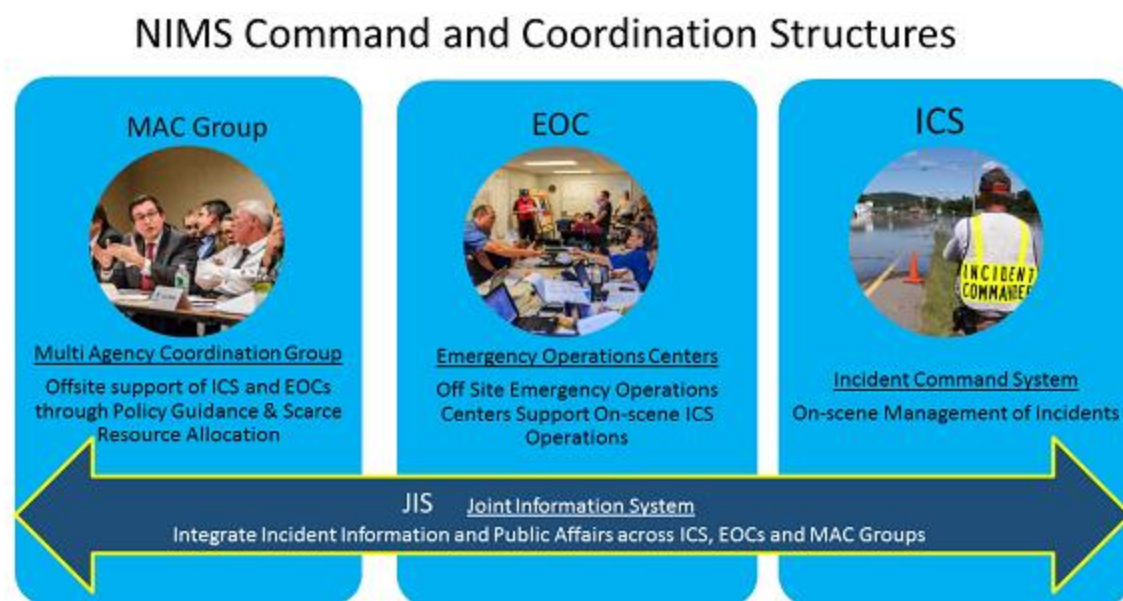 NIMS Command and Coordination Structures
MAC Group
Multi Agency Coordination Group
Offsite support of ICS and EOCs
through Policy Guidance & Scarce
Resource Allocation
EOC
Emergency Operations Centers
Off Site Emergency Operations
Centers Support On-scene ICS
Operations
ICS
INCIDENT
COMMANDER
Incident Command System
On-scene Management of Incidents
JIS Joint Information System
Integrate Incident Information and Public Affairs across ICS, EOCs and MAC Groups